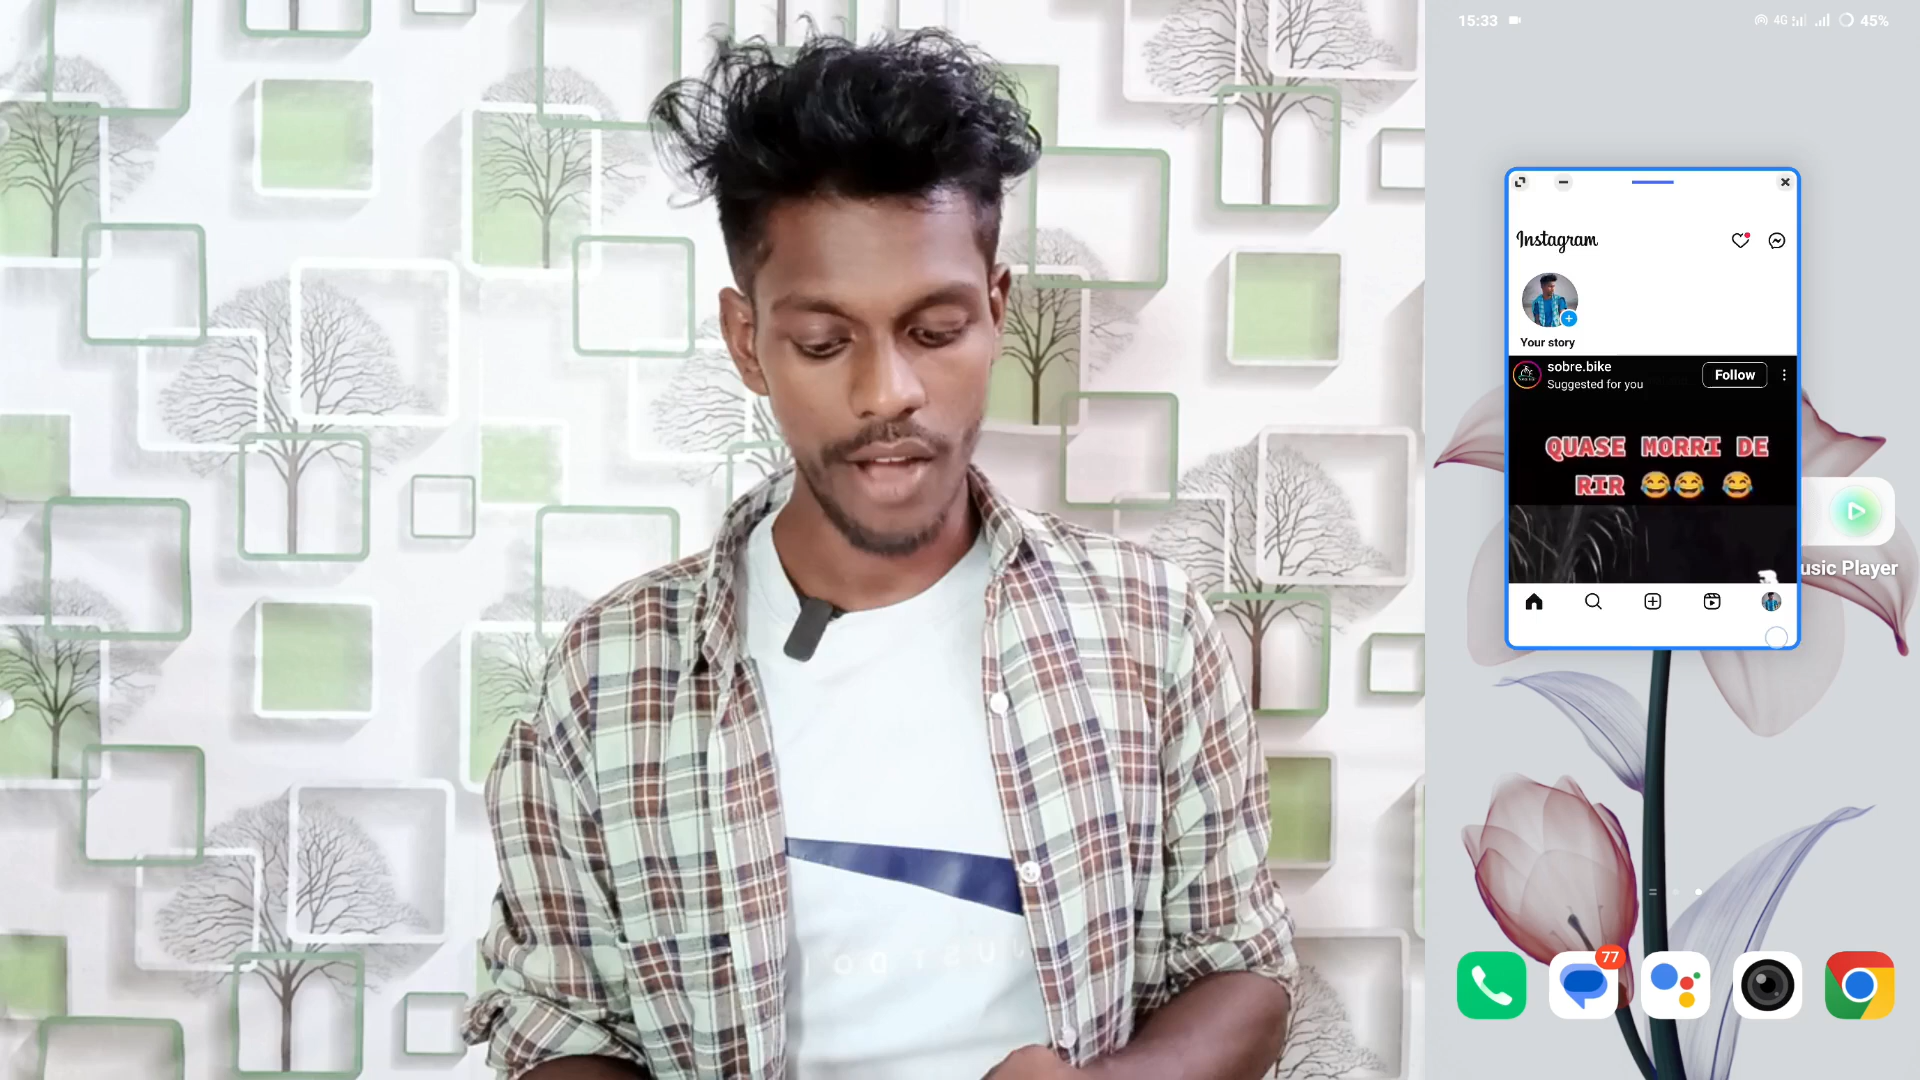 15:33
4G
45%
Instagram
Your story
sobre.bike
Suggested for you
Follow
QUASE MORRI DE
RIR 😂😂 😂
usic Player
77